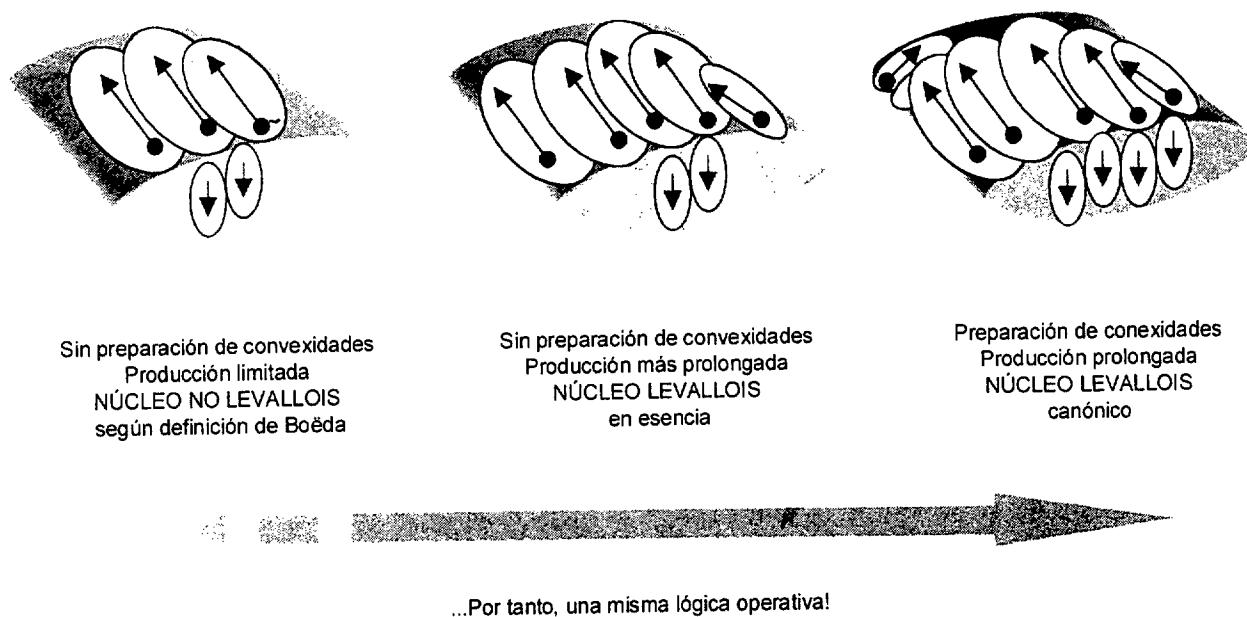 Sin preparación de convexidades
Producción limitada
NÚCLEO NO LEVALLOIS
según definición de Boëda
Sin preparación de convexidades
Producción más prolongada
NÚCLEO LEVALLOIS
en esencia
Preparación de conexidades
Producción prolongada
NÚCLEO LEVALLOIS
canónico
...Por tanto, una misma lógica operativa!